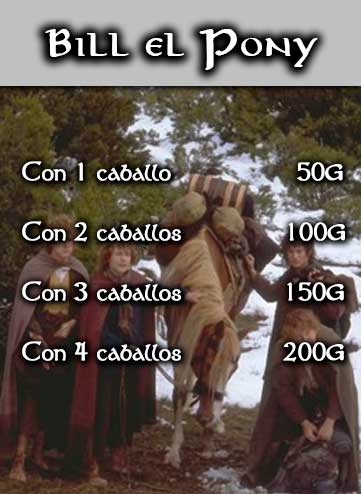 Bill el Pony
Con 1 caballo 50G
Con 2 caballos 100G
Con 3 caballos 150G
Con 4 caballos 200G